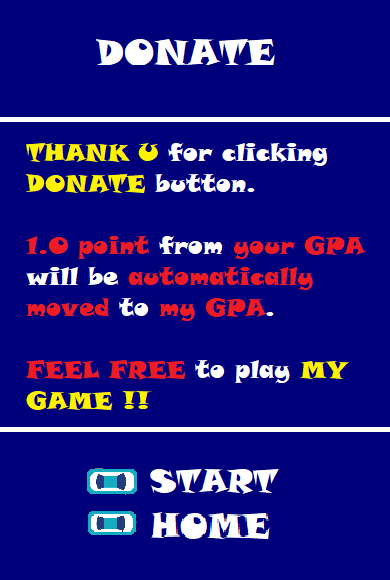 DONATE
THANK U for clicking
DONATE button.
1.0 point from your GPA
will be automatically
moved to my GPA.
FEEL FREE to play MY
GAME !!
START
HOME